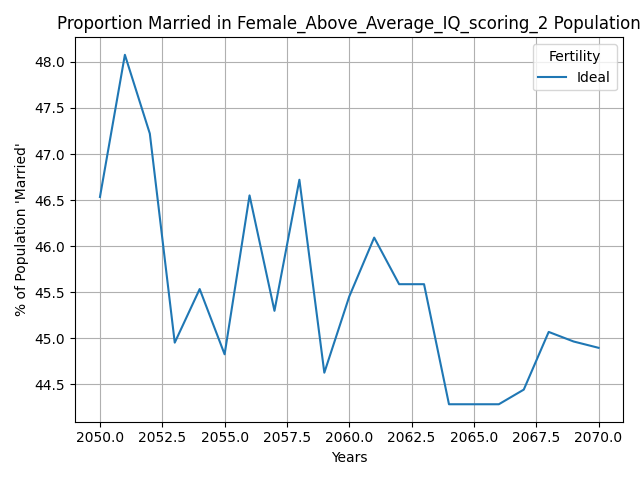 Proportion Married in Female_Above_Average_IQ_scoring_2 Population
Fertility
Ideal
% of Population 'Married'
48.0
47.5
47.0
46.5
46.0
45.5
45.0
44.5
2050.0 2052.5 2055.0 2057.5 2060.0 2062.5 2065.0 2067.5 2070.0
Years